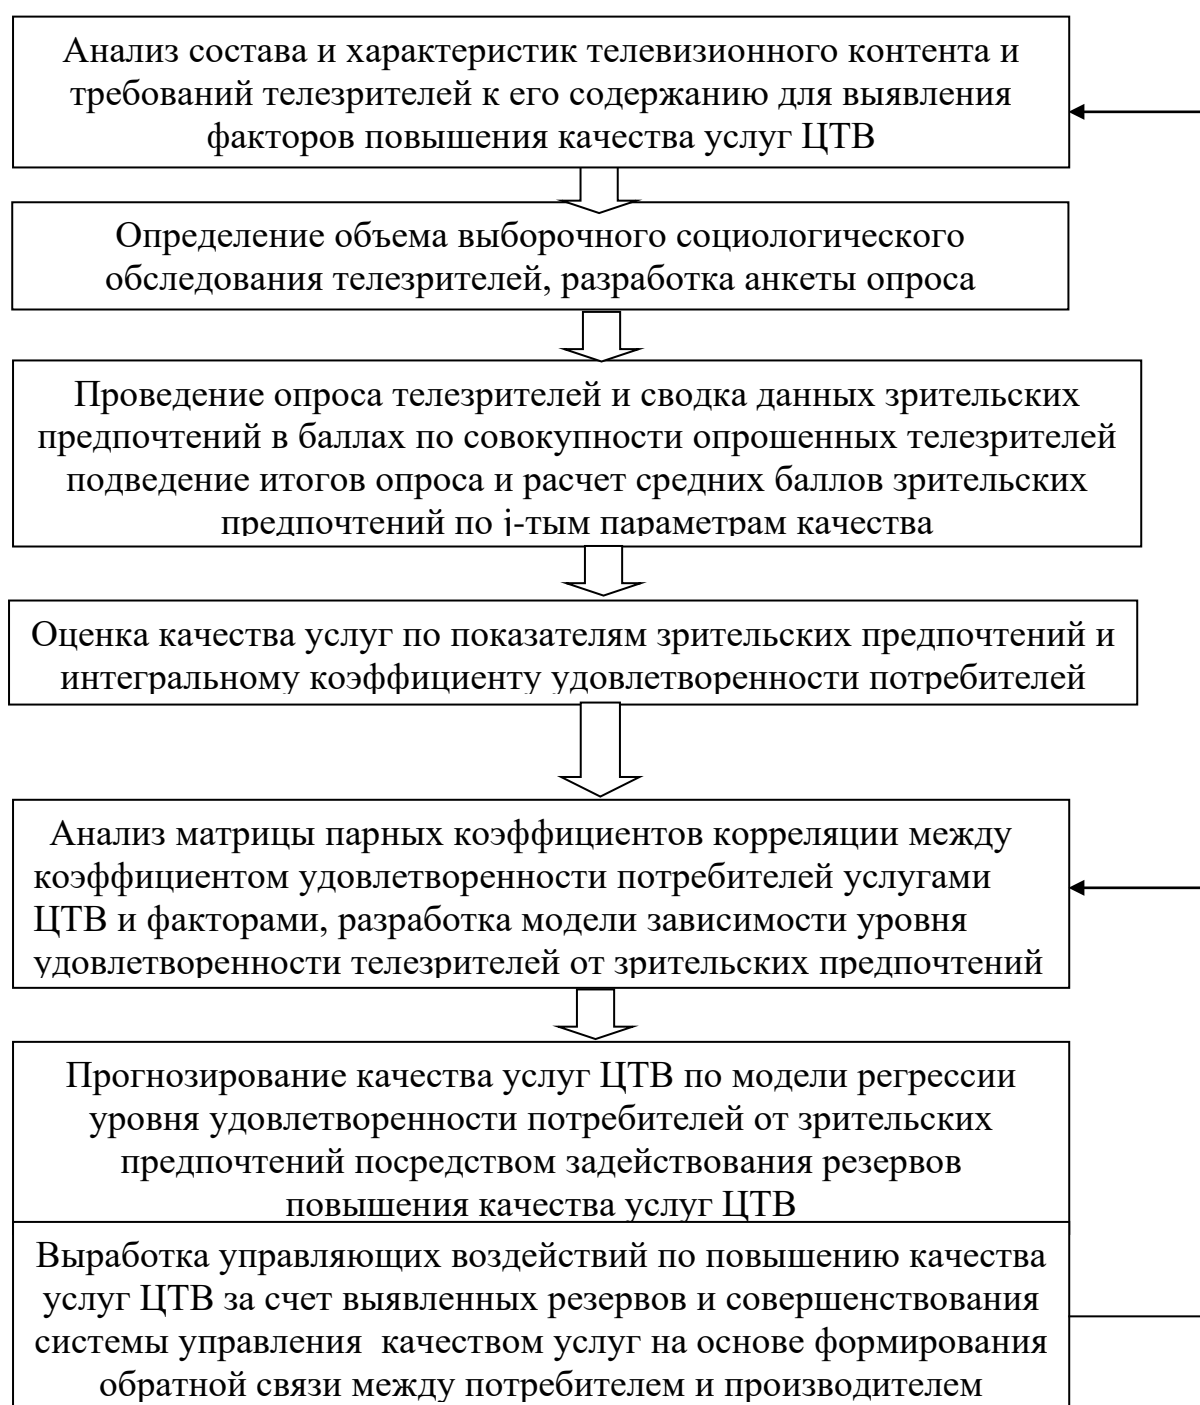 Анализ состава и характеристик телевизионного контента и
требований телезрителей к его содержанию для выявления
факторов повышения качества услуг ЦТВ
Определение объема выборочного социологического
обследования телезрителей, разработка анкеты опроса
Проведение опроса телезрителей и сводка данных зрительских
предпочтений в баллах по совокупности опрошенных телезрителей
подведение итогов опроса и расчет средних баллов зрительских
предпочтений по j-тым параметрам качества
Оценка качества услуг по показателям зрительских предпочтений и
интегральному коэффициенту удовлетворенности потребителей
Анализ матрицы парных коэффициентов корреляции между
коэффициентом удовлетворенности потребителей услугами
ЦТВ и факторами, разработка модели зависимости уровня
удовлетворенности телезрителей от зрительских предпочтений
Прогнозирование качества услуг ЦТВ по модели регрессии
уровня удовлетворенности потребителей от зрительских
предпочтений посредством задействования резервов
повышения качества услуг ЦТВ
Выработка управляющих воздействий по повышению качества
услуг ЦТВ за счет выявленных резервов и совершенствования
системы управления  качеством услуг на основе формирования
обратной связи между потребителем и производителем